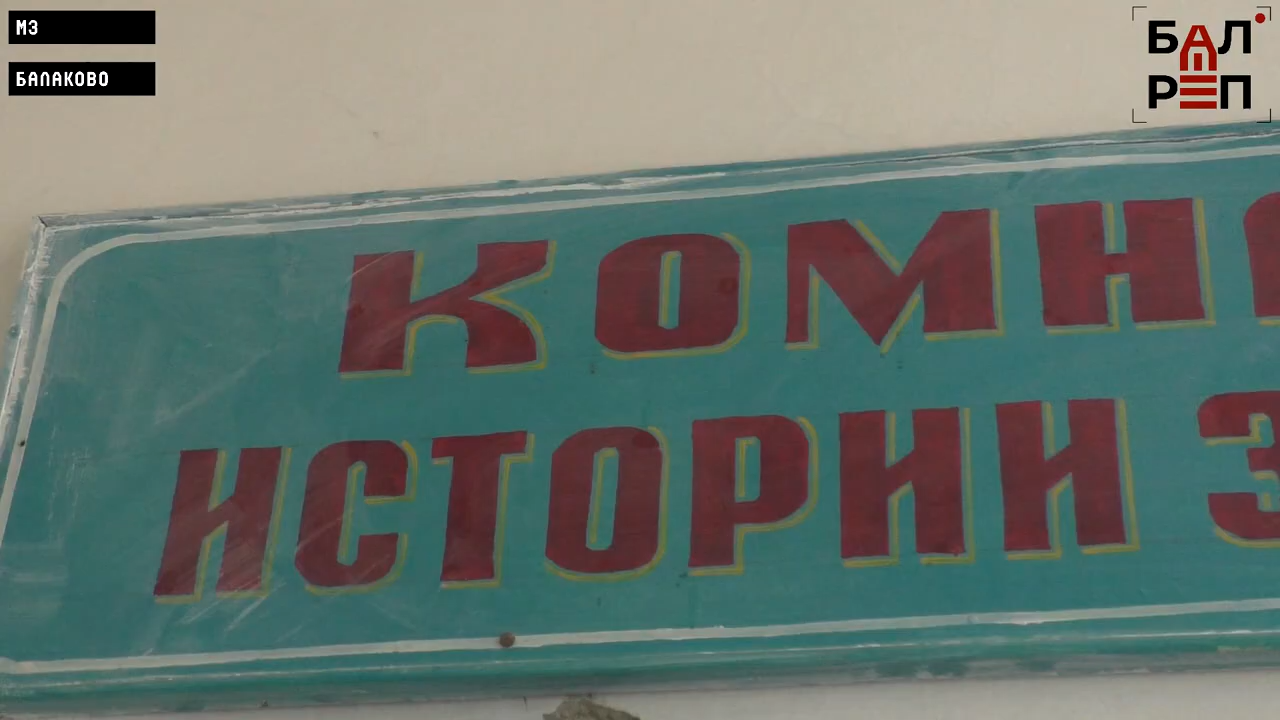 МЗ
БАЛАКОВО
БАЛ
РЕП
КОМН
ИСТОРИИ З